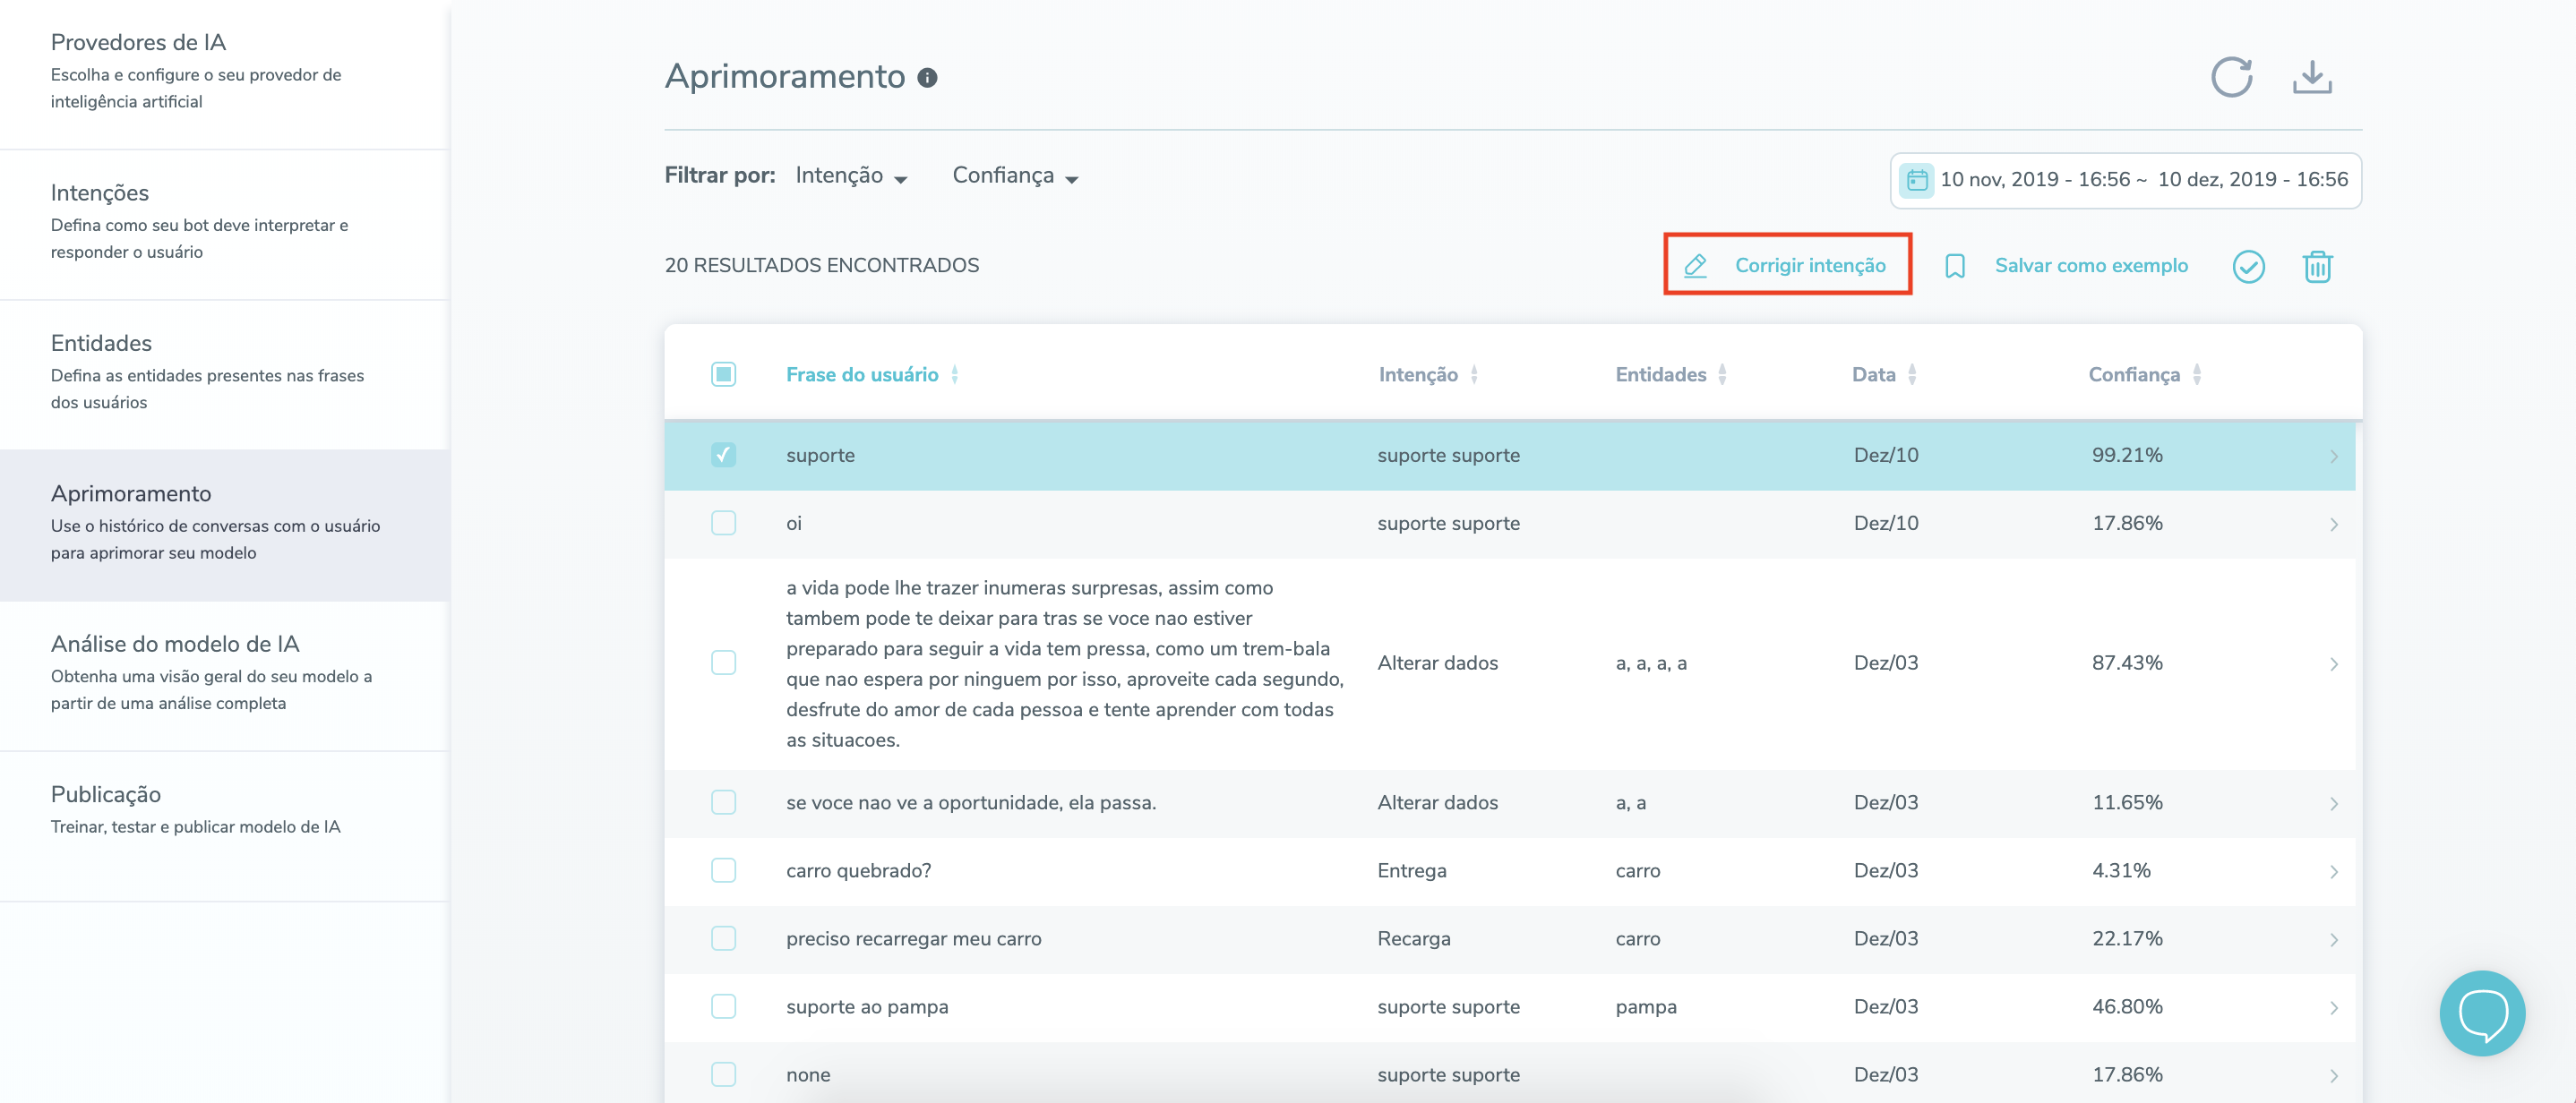 Provedores de IA
Escolha e configure o seu provedor de
inteligência artificial
Intenções
Defina como seu bot deve interpretar e
responder o usuário
Entidades
Defina as entidades presentes nas frases
dos usuários
Aprimoramento
Use o histórico de conversas com o usuário
para aprimorar seu modelo
Análise do modelo de IA
Obtenha uma visão geral do seu modelo a
partir de uma análise completa
Publicação
Treinar, testar e publicar modelo de IA
Aprimoramento
Filtrar por: Intenção Confiança
10 nov, 2019 - 16:56 ~ 10 dez, 2019 - 16:56
20 RESULTADOS ENCONTRADOS
Corrigir intenção Salvar como exemplo
Frase do usuário Intenção Entidades Data Confiança
suporte suporte suporte Dez/10 99.21%
oi suporte suporte Dez/10 17.86%
a vida pode lhe trazer inumeras surpresas, assim como
tambem pode te deixar para tras se voce nao estiver
preparado para seguir a vida tem pressa, como um trem-bala
que nao espera por ninguem por isso, aproveite cada segundo,
desfrute do amor de cada pessoa e tente aprender com todas
as situacoes.
Alterar dados a, a, a, a Dez/03 87.43%
se voce nao ve a oportunidade, ela passa. Alterar dados a, a Dez/03 11.65%
carro quebrado? Entrega carro Dez/03 4.31%
preciso recarregar meu carro Recarga carro Dez/03 22.17%
suporte ao pampa suporte suporte pampa Dez/03 46.80%
none suporte suporte Dez/03 17.86%